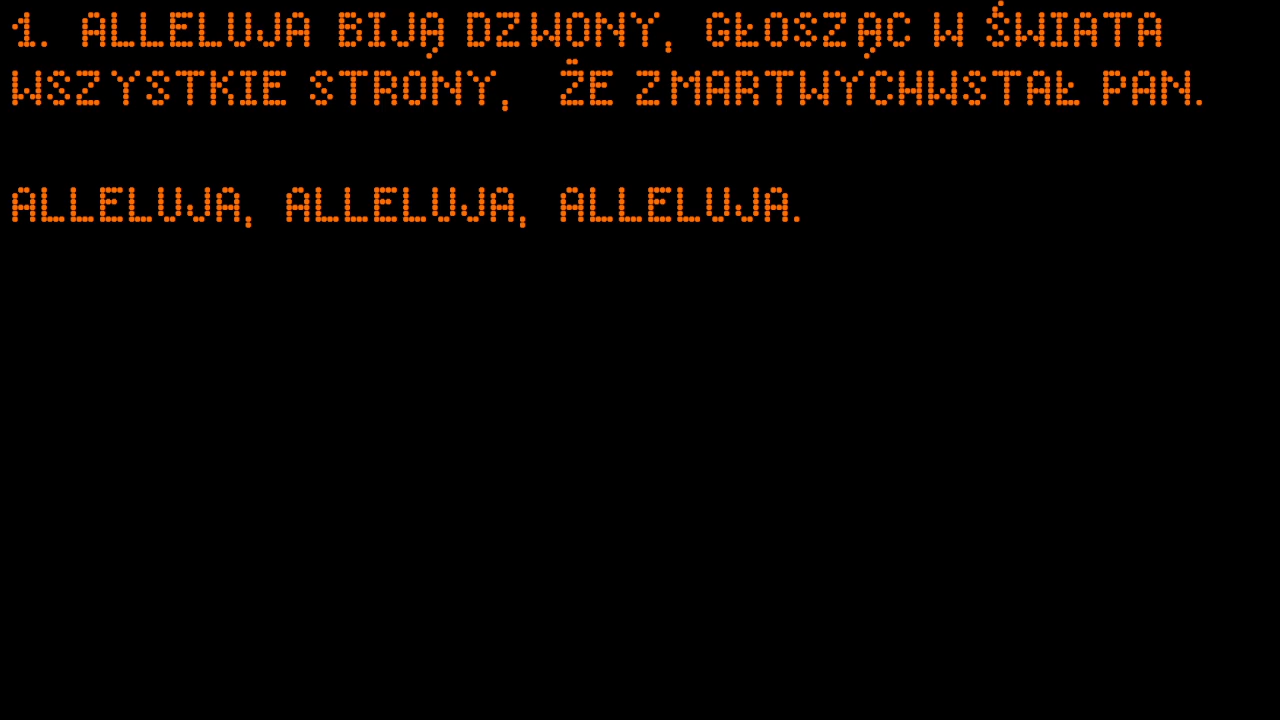 1. ALLELUJA BIJĄ DZWONY, GŁOSZĄC W ŚWIATA
WSZYSTKIE STRONY, ŻE ZMARTWYCHWSTAŁ PAN.
ALLELUJA, ALLELUJA, ALLELUJA.